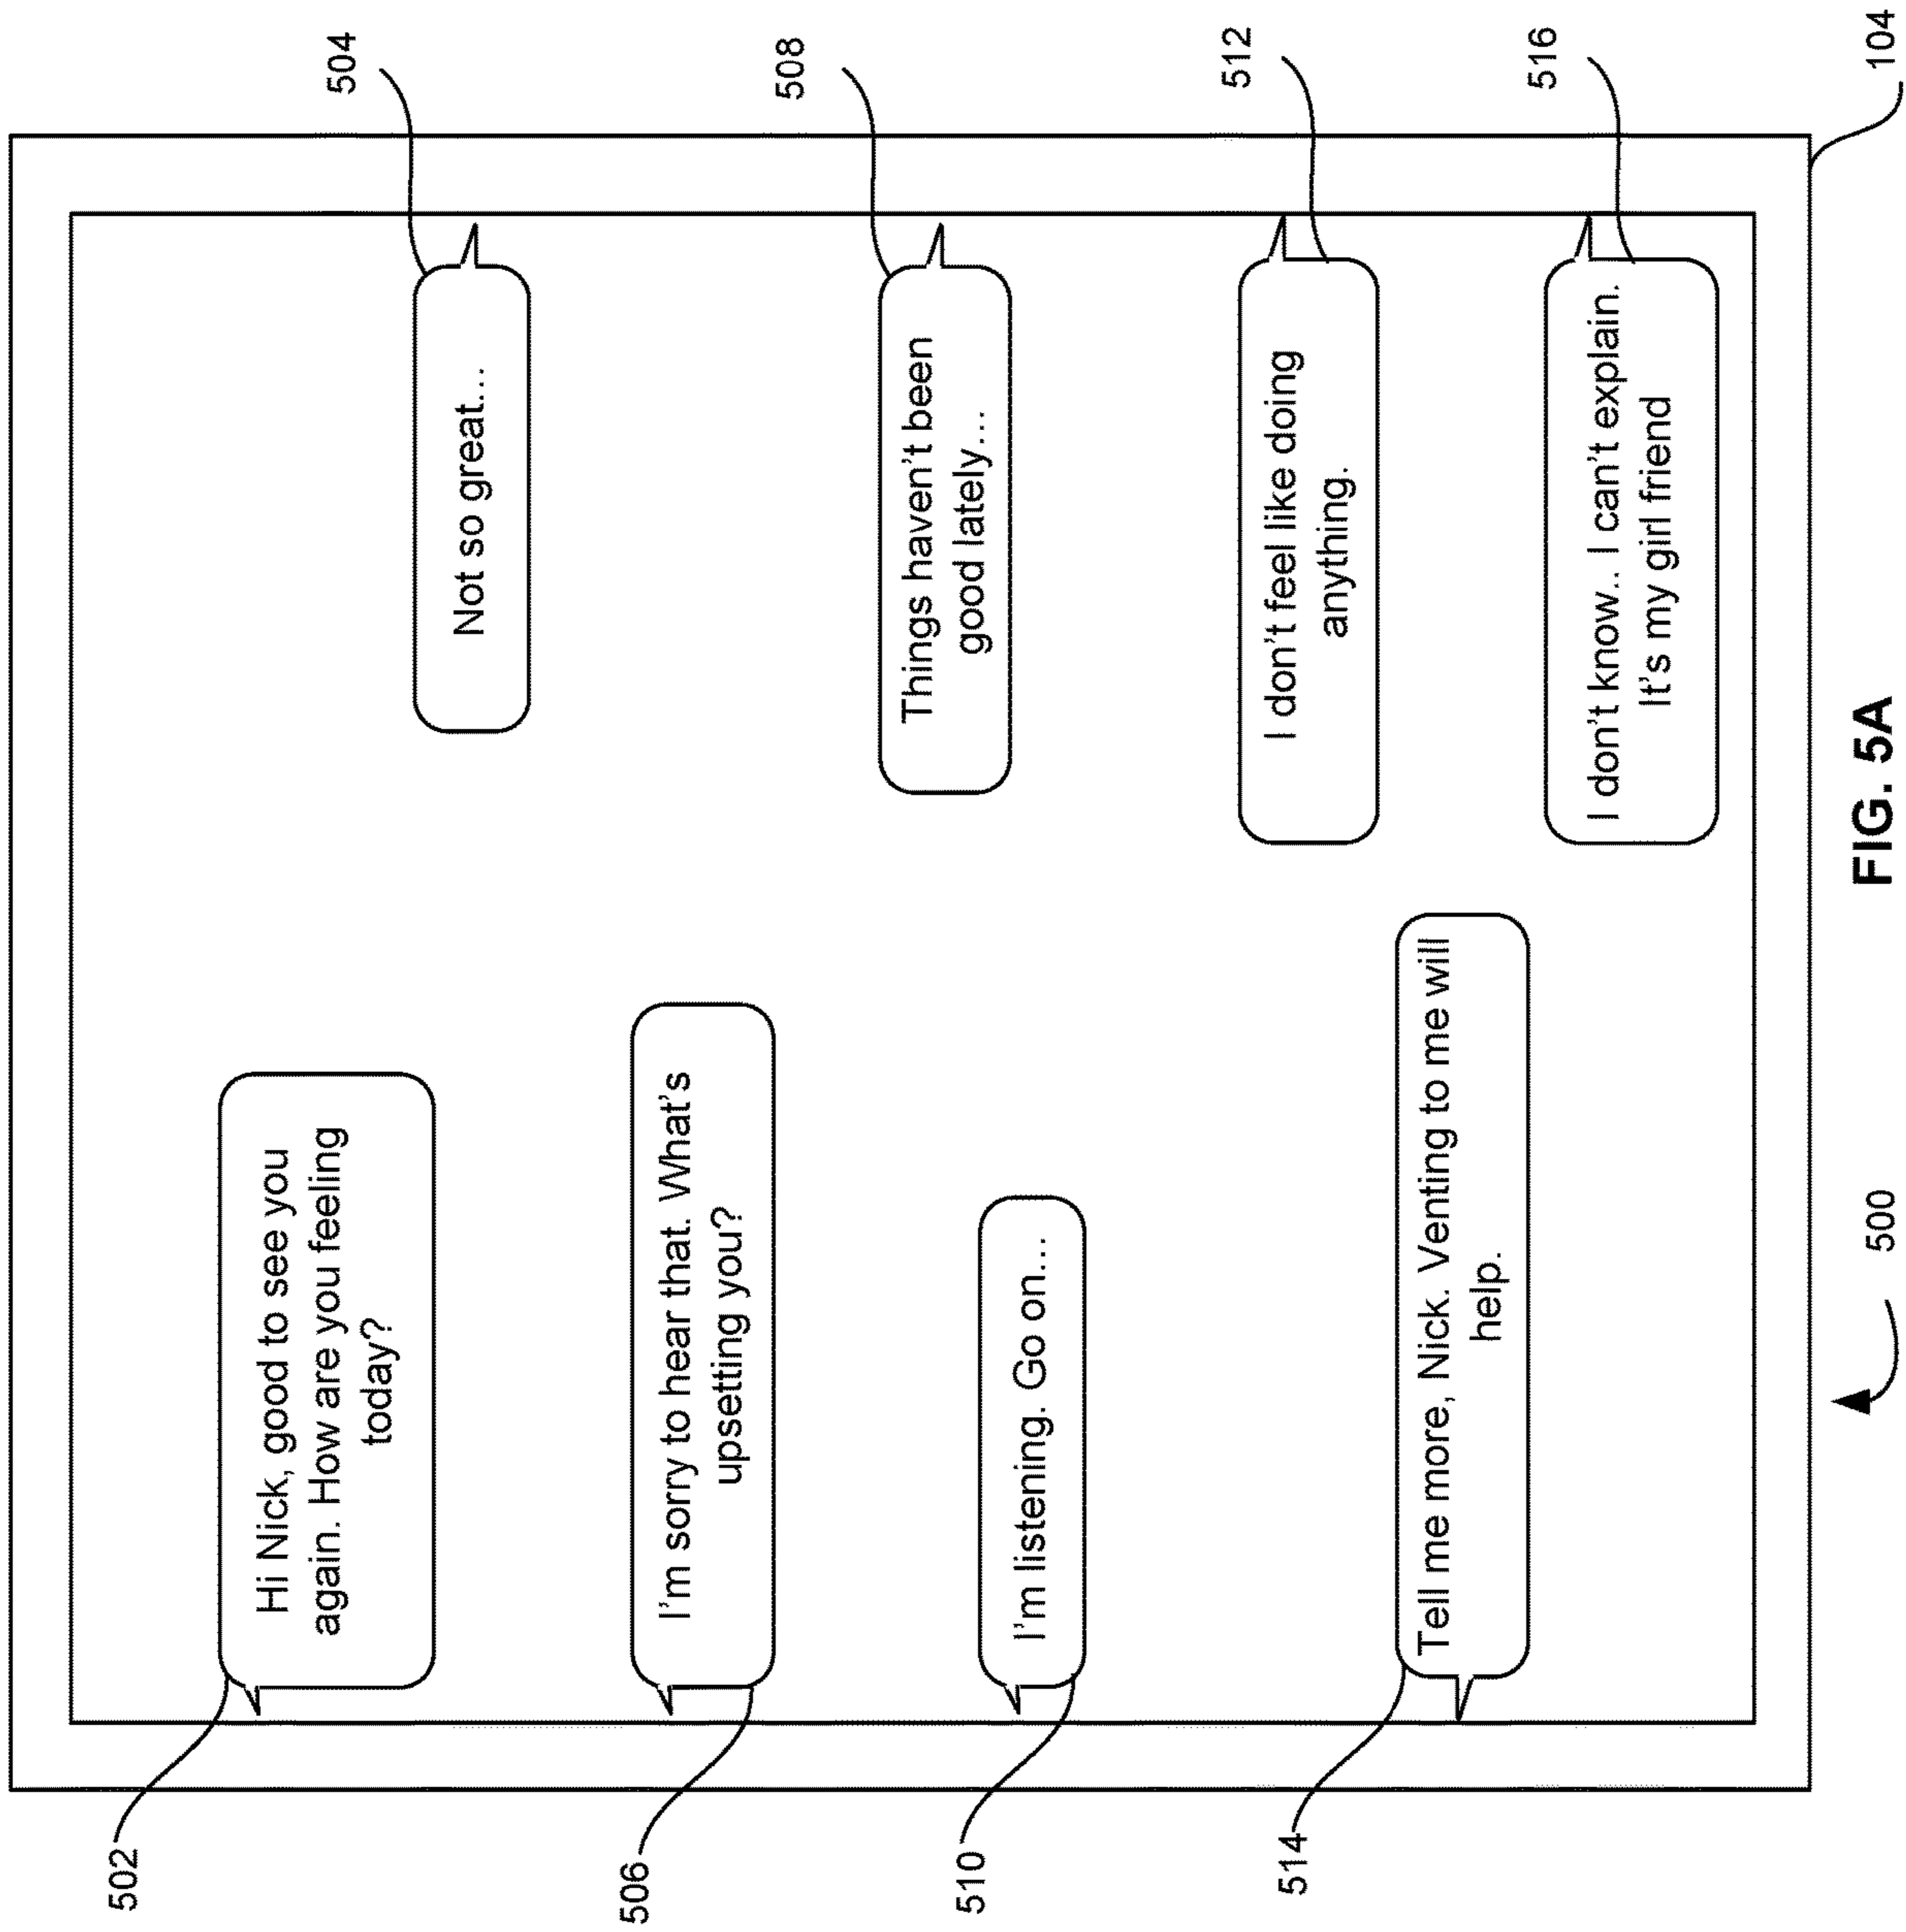 502
Hi Nick, good to see you
again. How are you feeling
today?
504
Not so great...
506
I'm sorry to hear that. What's
upsetting you?
508
Things haven't been
good lately...
510
I'm listening. Go on...
512
I don't feel like doing
anything.
514
Tell me more, Nick. Venting to me will
help.
516
I don't know.. I can't explain.
It's my girl friend
500
104
FIG. 5A